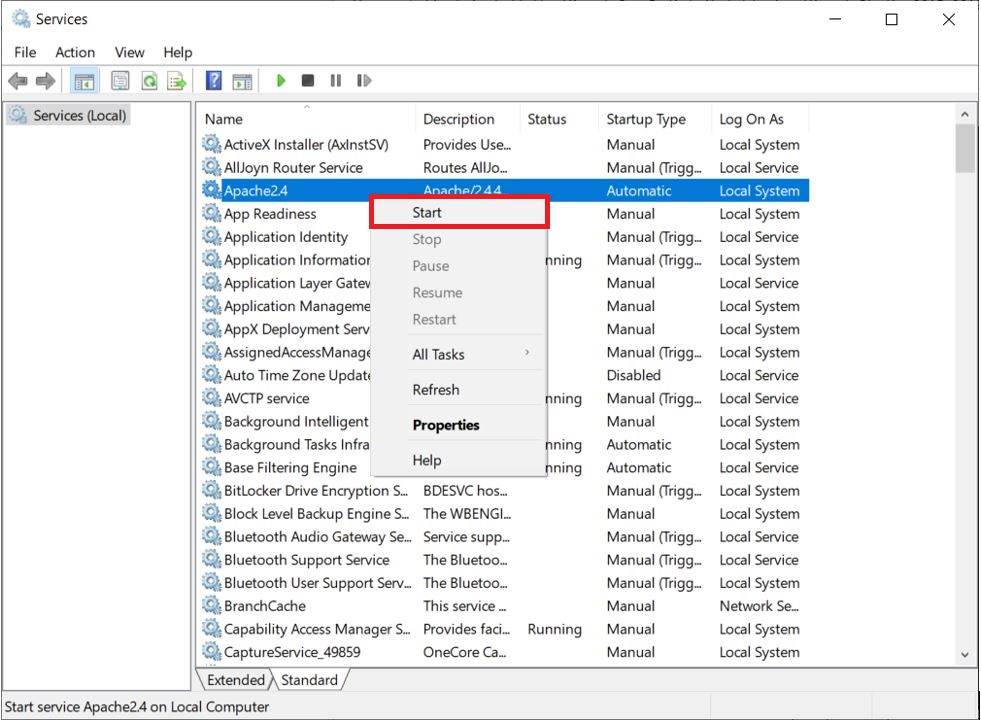 Services
File Action View Help
Services (Local)
Name Description Status Startup Type Log On As
ActiveX Installer (AxInstSV) Provides Use... Manual Local System
AllJoyn Router Service Routes AllJo... Manual (Trigg... Local Service
Apache2.4 Apache/2.4.4... Automatic Local System
App Readiness Start Manual Local System
Application Identity Stop Manual (Trigg... Local Service
Application Information Pause nning Manual (Trigg... Local System
Application Layer Gatew Resume Manual Local Service
Application Manageme Restart Manual Local System
AppX Deployment Serv Manual Local System
AssignedAccessManage All Tasks Manual (Trigg... Local System
Auto Time Zone Update Refresh Disabled Local Service
AVCTP service nning Manual (Trigg... Local Service
Background Intelligent Properties Manual Local System
Background Tasks Infra nning Automatic Local System
Base Filtering Engine Help nning Automatic Local Service
BitLocker Drive Encryption S... BDESVC hos... Manual (Trigg... Local System
Block Level Backup Engine S... The WBENGI... Manual Local System
Bluetooth Audio Gateway Se... Service supp... Manual (Trigg... Local Service
Bluetooth Support Service The Bluetoo... Manual (Trigg... Local Service
Bluetooth User Support Serv... The Bluetoo... Manual (Trigg... Local System
BranchCache This service ... Manual Network Se...
Capability Access Manager S... Provides faci... Running Manual Local System
CaptureService_49859 OneCore Ca... Manual Local System
Extended Standard
Start service Apache2.4 on Local Computer